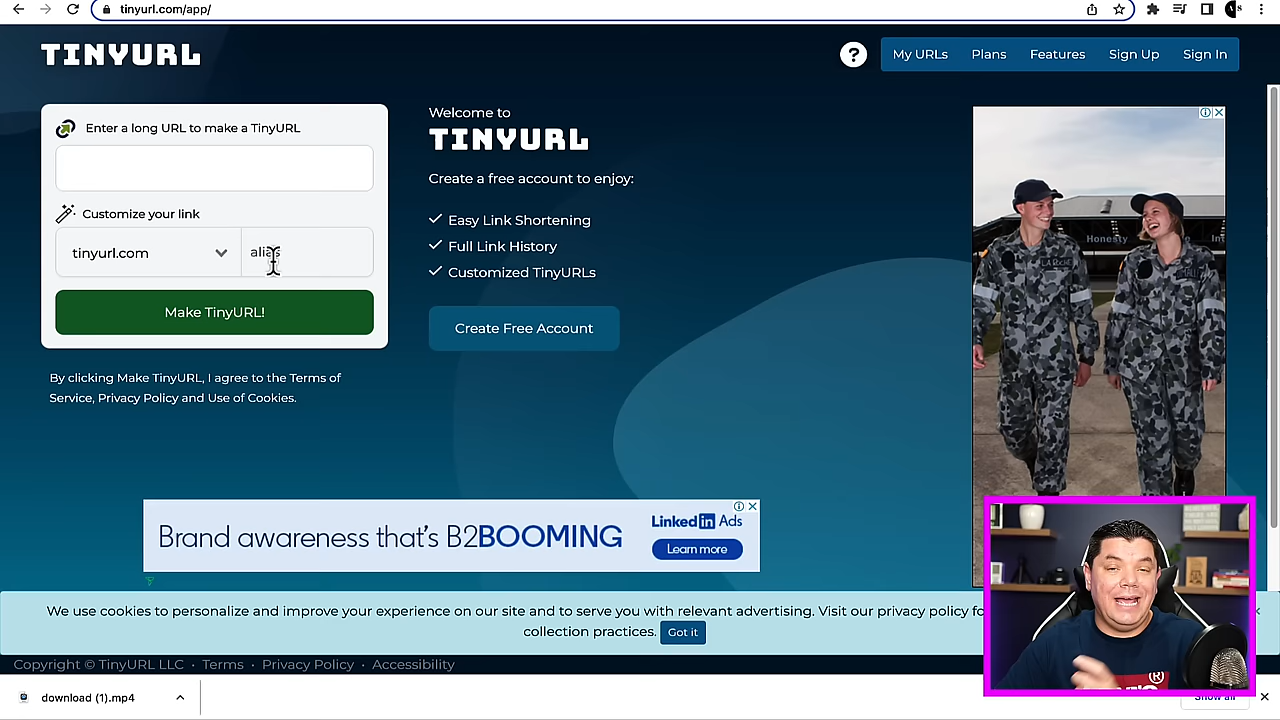 tinyurl.com/app/
TINYURL
?
My URLs
Plans
Features
Sign Up
Sign In
Enter a long URL to make a TinyURL
Customize your link
tinyurl.com
alias
Make TinyURL!
By clicking Make TinyURL, I agree to the Terms of
Service, Privacy Policy and Use of Cookies.
Welcome to
TINYURL
Create a free account to enjoy:
Easy Link Shortening
Full Link History
Customized TinyURLs
Create Free Account
Honesty
Int
Brand awareness that's B2BOOMING
LinkedIn Ads
Learn more
We use cookies to personalize and improve your experience on our site and to serve you with relevant advertising. Visit our privacy policy fo
collection practices.
Got it
Copyright © TinyURL LLC • Terms • Privacy Policy • Accessibility
download (1).mp4
Show all